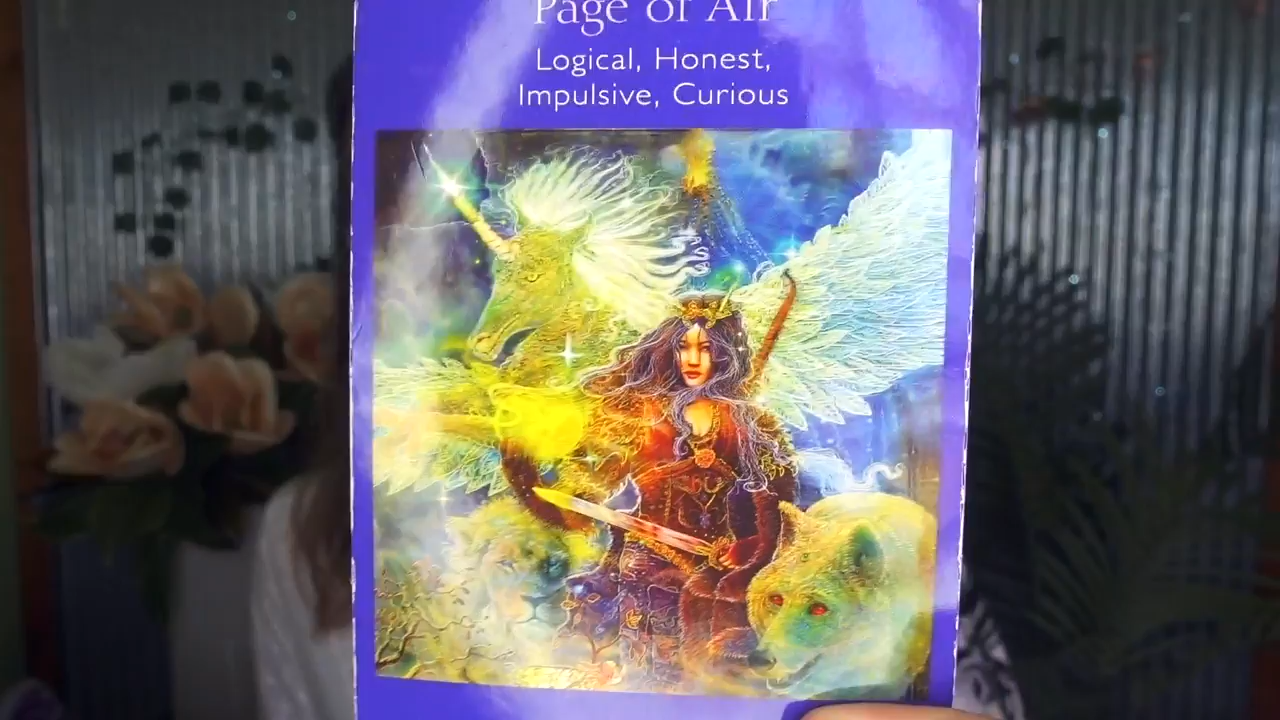 Page of Air
Logical, Honest,
Impulsive, Curious